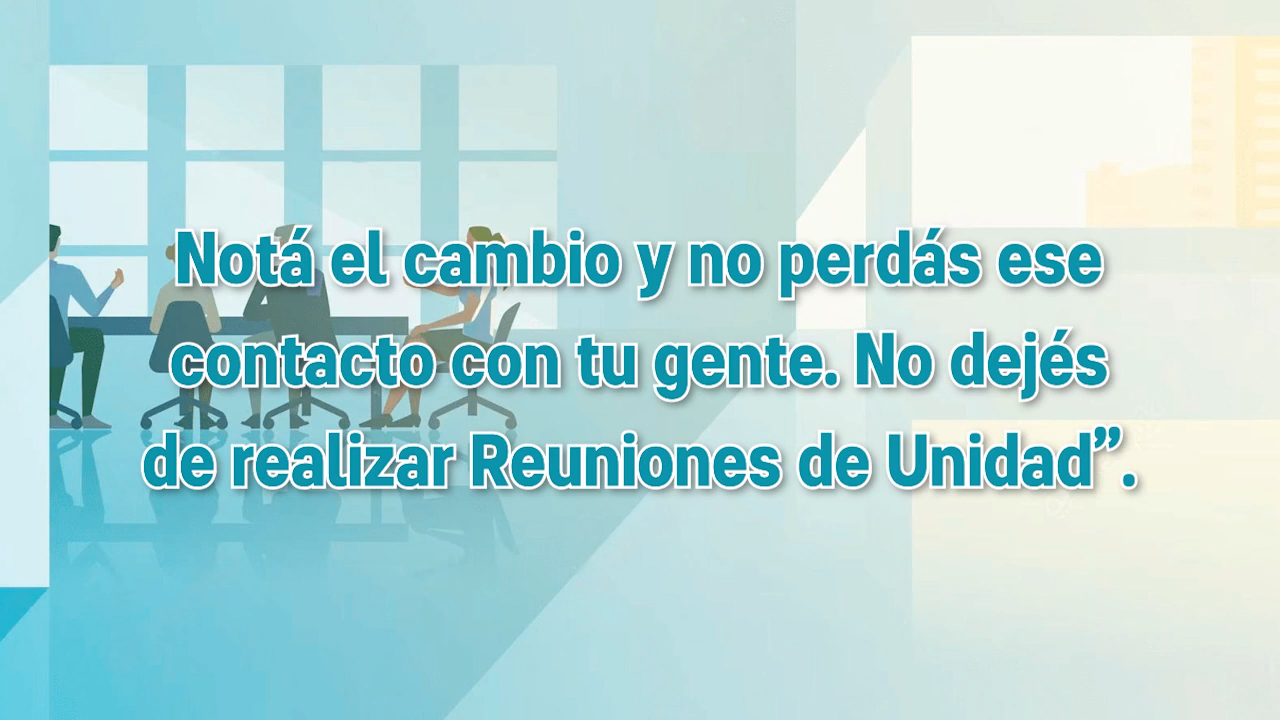 Notá el cambio y no perdás ese
contacto con tu gente. No dejés
de realizar Reuniones de Unidad”.